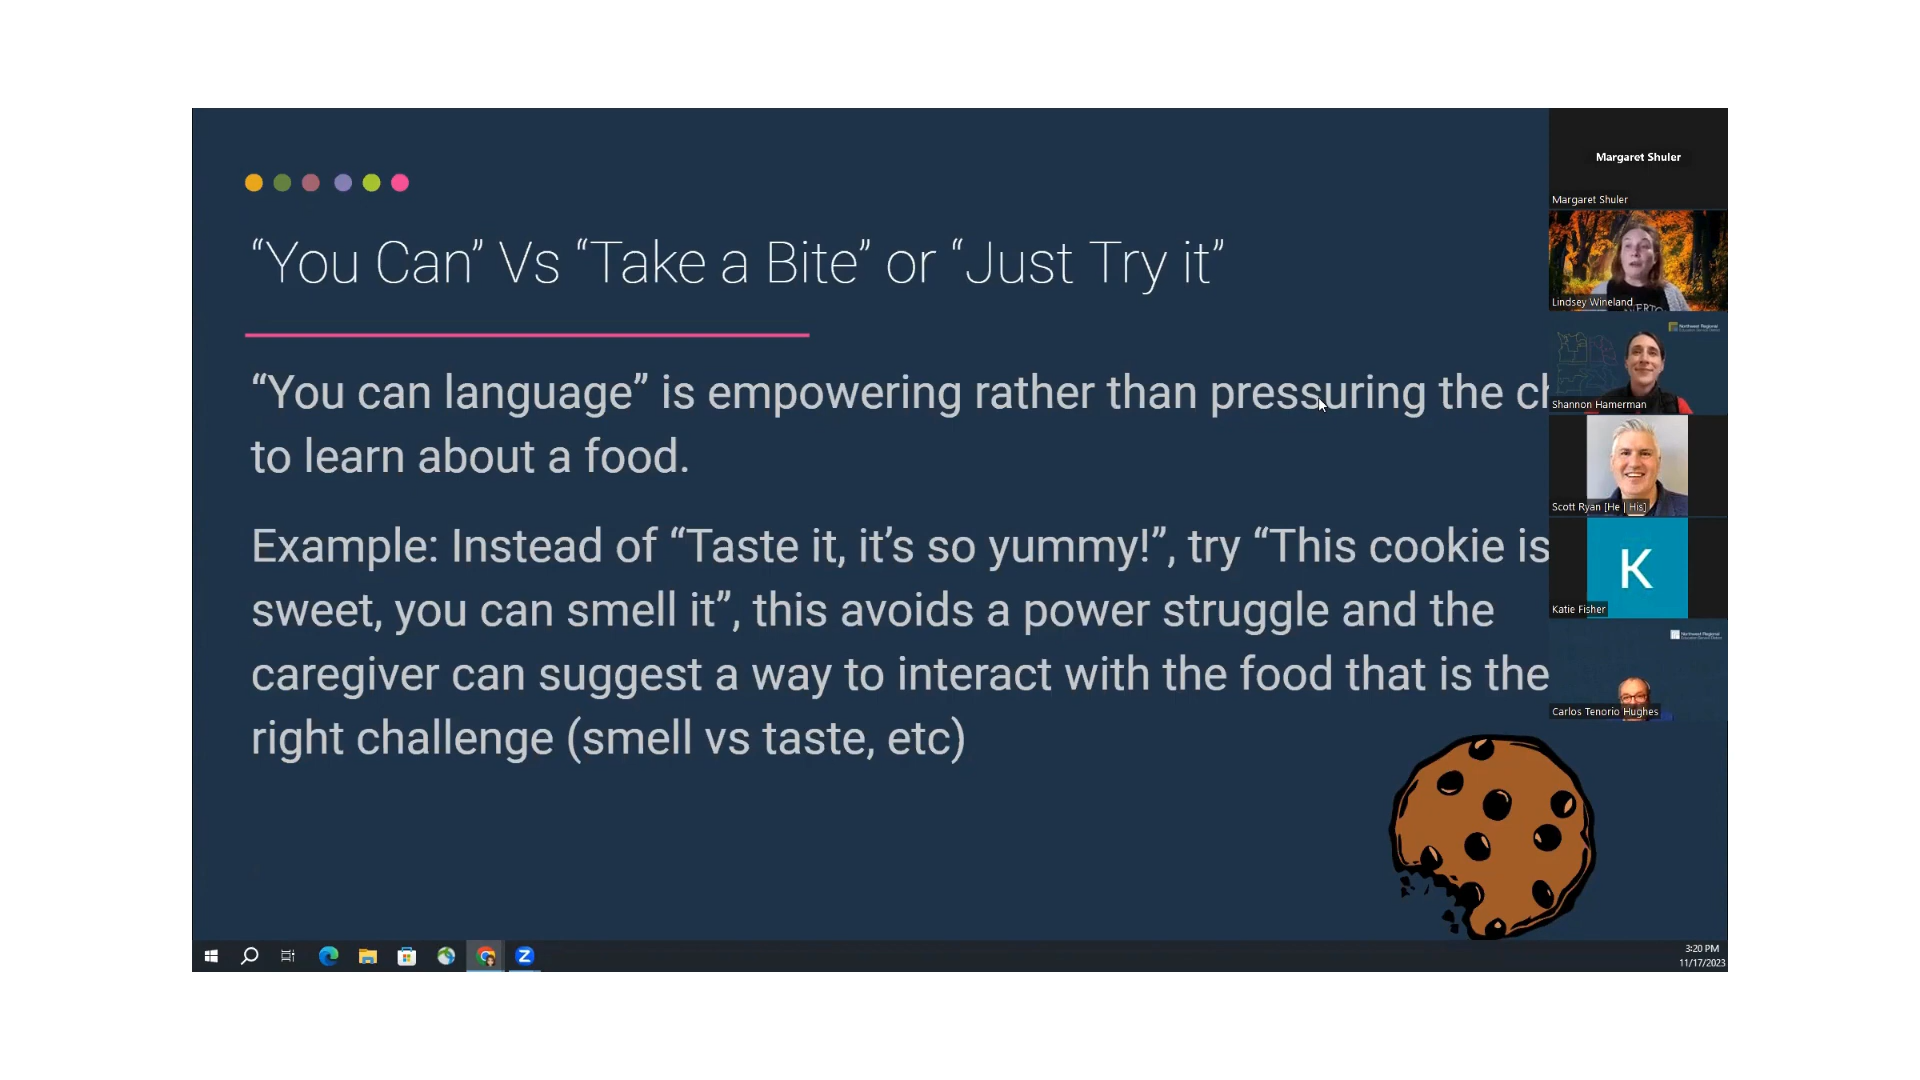 “You Can” Vs “Take a Bite” or “Just Try it”
“You can language” is empowering rather than pressuring the
to learn about a food.
Example: Instead of “Taste it, it’s so yummy!”, try “This cookie is
sweet, you can smell it”, this avoids a power struggle and the
caregiver can suggest a way to interact with the food that is the
right challenge (smell vs taste, etc)
Margaret Shuler
Margaret Shuler
Lindsey Wineland
Northwest Regional
Shannon Hamerman
Scott Ryan [He | His]
K
Katie Fisher
Northwest Regional
Carlos Tenorio Hughes
3:20 PM
11/17/2023